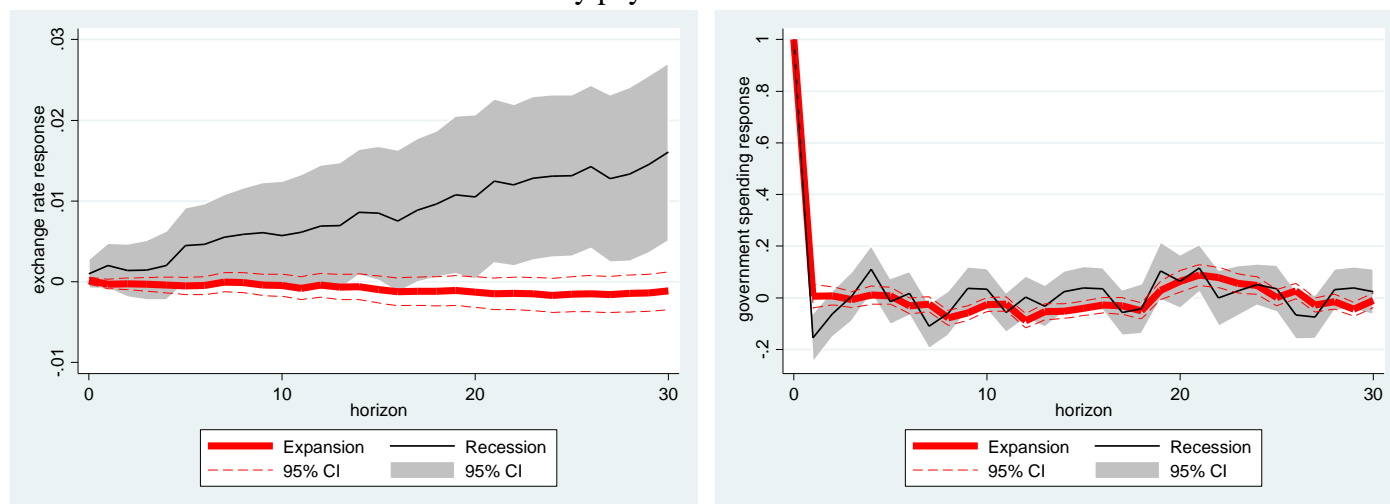 exchange rate response
.03
.02
.01
0
-.01
0 10 20 30
horizon
Expansion Recession
95% CI 95% CI
government spending response
1
.8
.6
.4
.2
0
-.2
0 10 20 30
horizon
Expansion Recession
95% CI 95% CI